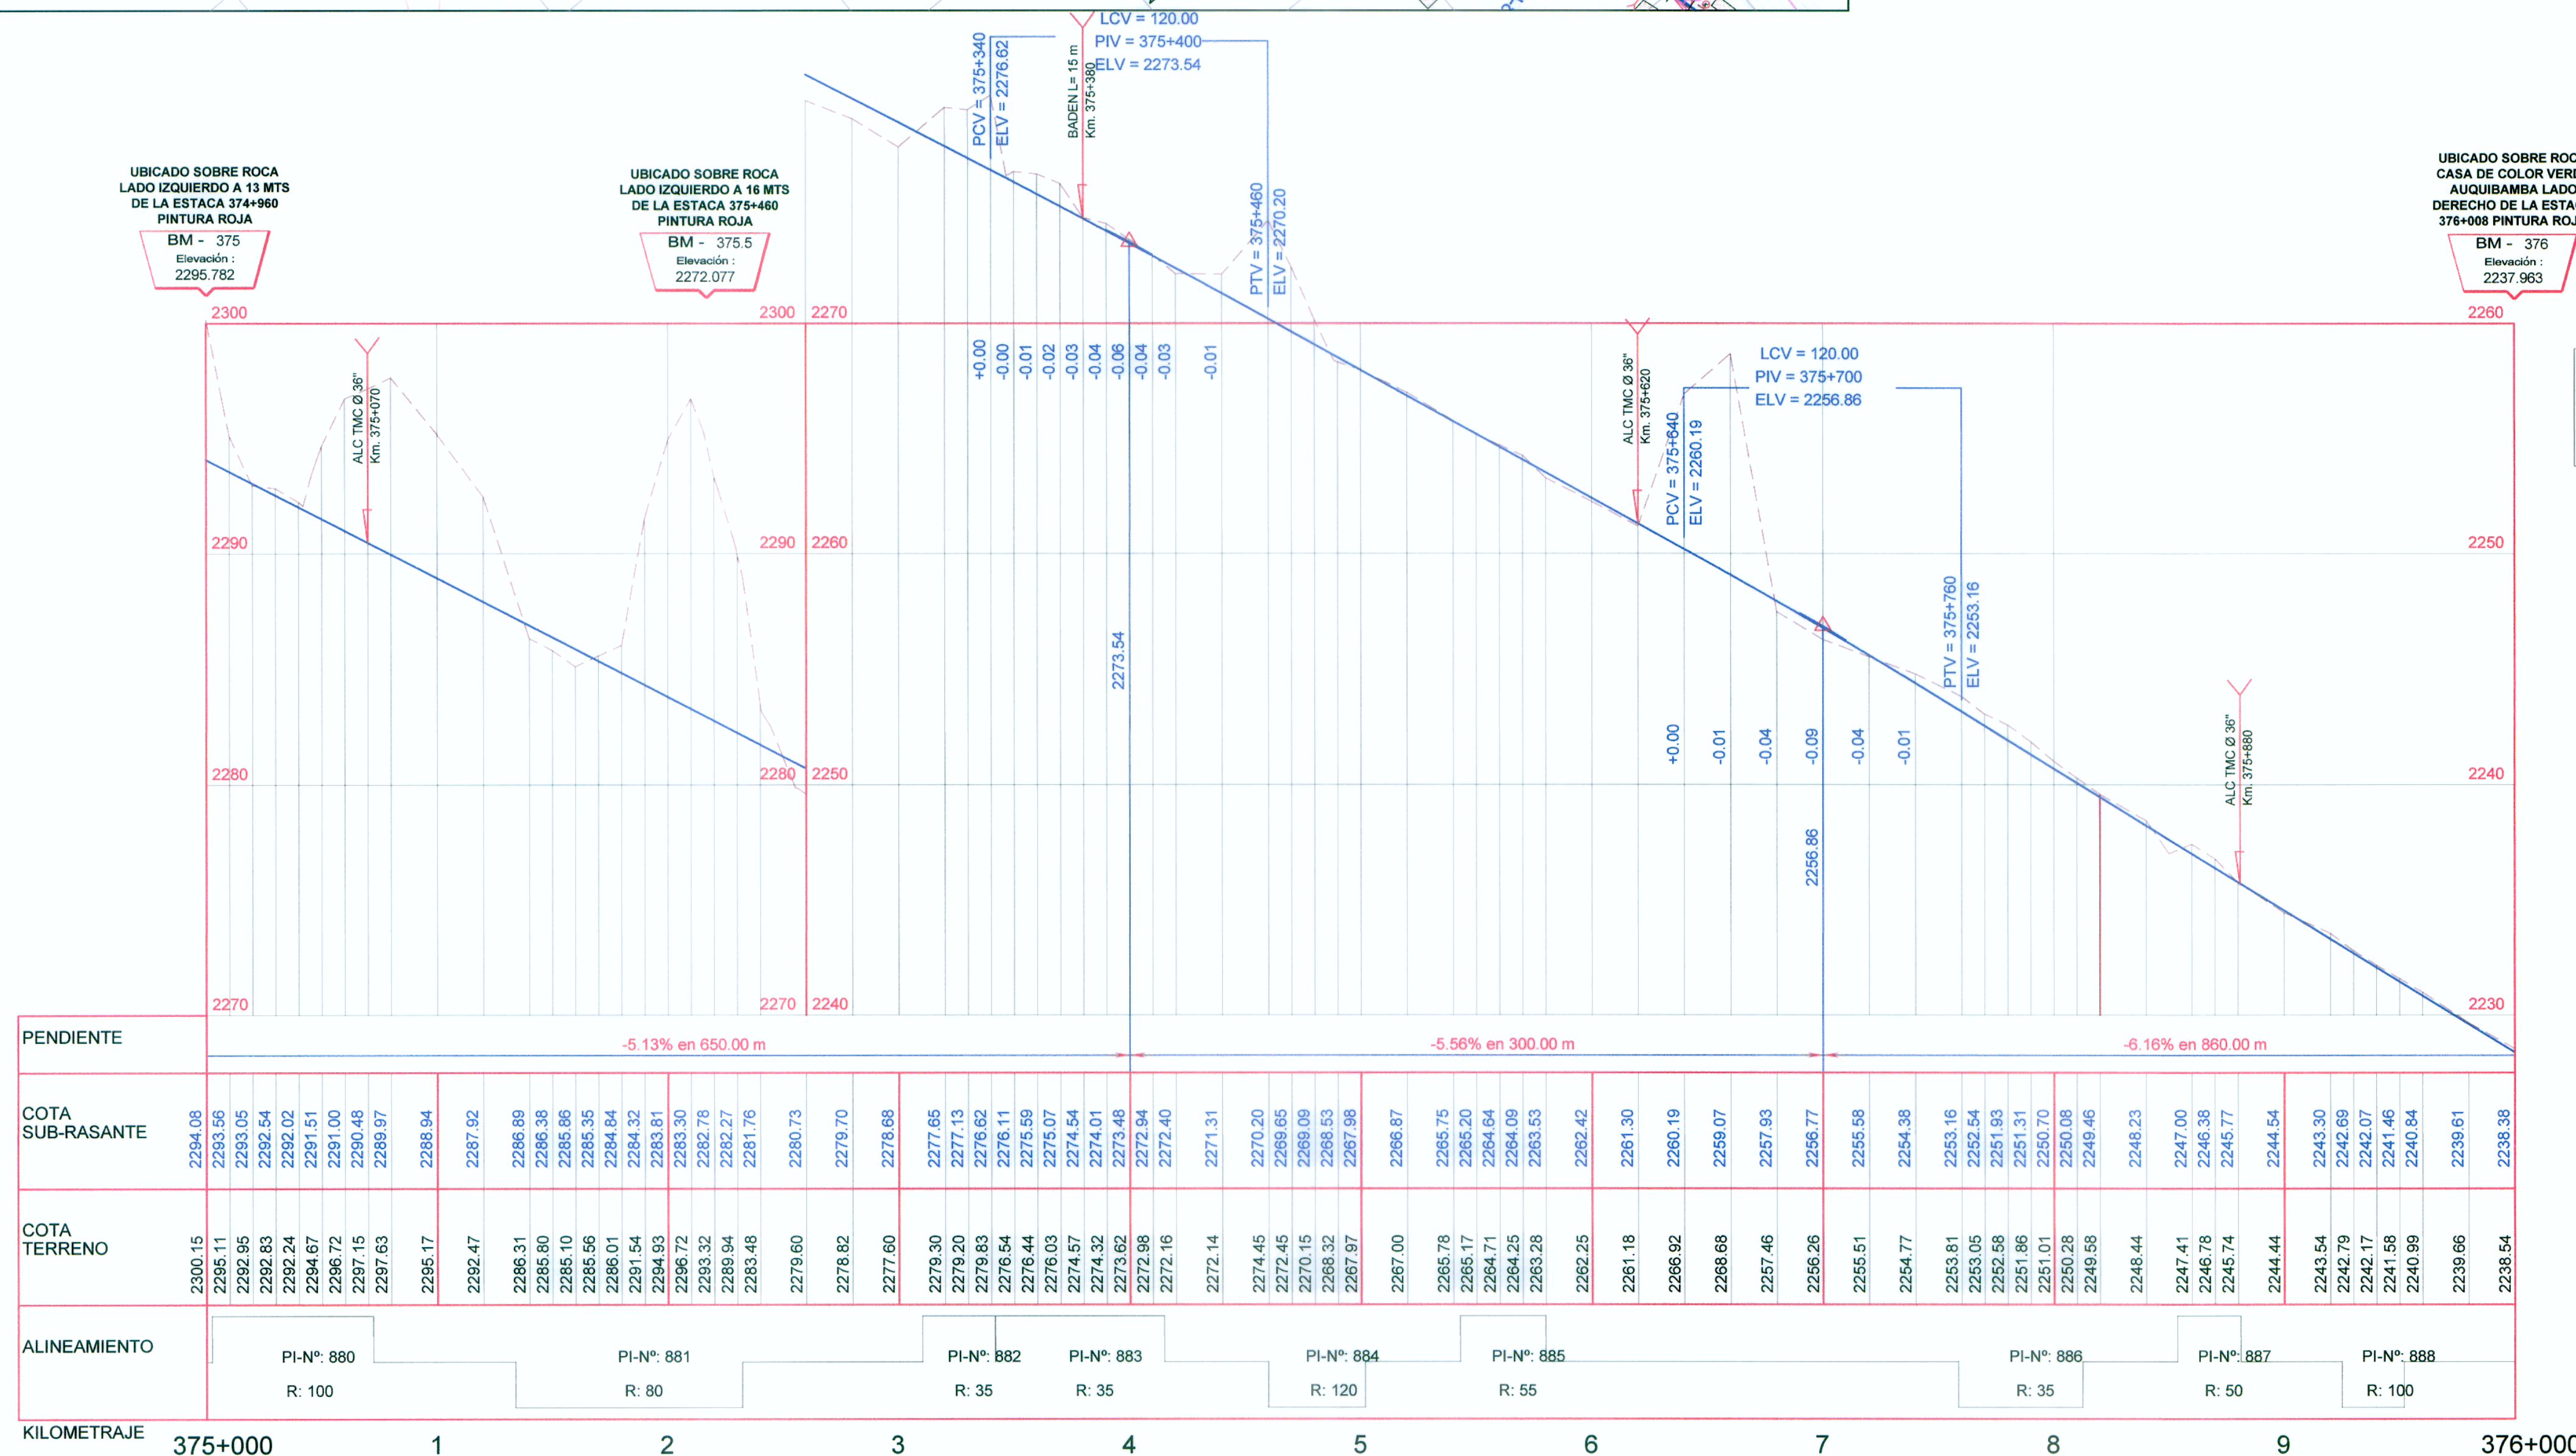 LCV = 120.00
PIV = 375+400
ELV = 2273.54
PCV = 375+340
ELV = 2276.62
BADEN L= 15 m
Km. 375+380
PTV = 375+460
ELV = 2270.20
UBICADO SOBRE ROCA
LADO IZQUIERDO A 13 MTS
DE LA ESTACA 374+960
PINTURA ROJA
BM - 375
Elevación :
2295.782
UBICADO SOBRE ROCA
LADO IZQUIERDO A 16 MTS
DE LA ESTACA 375+460
PINTURA ROJA
BM - 375.5
Elevación :
2272.077
UBICADO SOBRE ROC
CASA DE COLOR VERD
AUQUIBAMBA LADO
DERECHO DE LA ESTA
376+008 PINTURA ROJ
BM - 376
Elevación :
2237.963
2300 2300 2270 2260
ALC TMC Ø 36"
Km. 375+070
+0.00 -0.00 -0.01 -0.02 -0.03 -0.04 -0.06 -0.04 -0.03 -0.01
ALC TMC Ø 36"
Km. 375+620
LCV = 120.00
PIV = 375+700
ELV = 2256.86
PCV = 375+640
ELV = 2260.19
PTV = 375+760
ELV = 2253.16
2290 2290 2260 2250
2273.54
+0.00 -0.01 -0.04 -0.09 -0.04 -0.01
2256.86
ALC TMC Ø 36"
Km. 375+880
2280 2280 2250 2240
2270 2270 2240 2230
PENDIENTE
-5.13% en 650.00 m -5.56% en 300.00 m -6.16% en 860.00 m
COTA
SUB-RASANTE
2294.08 2293.56 2293.05 2292.54 2292.02 2291.51 2291.00 2290.48 2289.97 2288.94 2287.92 2286.89 2286.38 2285.86 2285.35 2284.84 2284.32 2283.81 2283.30 2282.78 2282.27 2281.76 2280.73 2279.70 2278.68 2277.65 2277.13 2276.62 2276.11 2275.59 2275.07 2274.54 2274.01 2273.48 2272.94 2272.40 2271.31 2270.20 2269.65 2269.09 2268.53 2267.98 2266.87 2265.75 2265.20 2264.64 2264.09 2263.53 2262.42 2261.30 2260.19 2259.07 2257.93 2256.77 2255.58 2254.38 2253.16 2252.54 2251.93 2251.31 2250.70 2250.08 2249.46 2248.23 2247.00 2246.38 2245.77 2244.54 2243.30 2242.69 2242.07 2241.46 2240.84 2239.61 2238.38
COTA
TERRENO
2300.15 2295.11 2292.95 2292.83 2292.24 2294.67 2296.72 2297.15 2297.63 2295.17 2292.47 2286.31 2285.80 2285.10 2285.56 2286.01 2291.54 2294.93 2296.72 2293.32 2289.94 2283.48 2279.60 2278.82 2277.60 2279.30 2279.20 2279.83 2276.54 2276.44 2276.03 2274.57 2274.32 2273.62 2272.98 2272.16 2272.14 2274.45 2272.45 2270.15 2268.32 2267.97 2267.00 2265.78 2265.17 2264.71 2264.25 2263.28 2262.25 2261.18 2266.92 2268.68 2257.46 2256.26 2255.51 2254.77 2253.81 2253.05 2252.58 2251.86 2251.01 2250.28 2249.58 2248.44 2247.41 2246.78 2245.74 2244.44 2243.54 2242.79 2242.17 2241.58 2240.99 2239.66 2238.54
ALINEAMIENTO
PI-Nº: 880 PI-Nº: 881 PI-Nº: 882 PI-Nº: 883 PI-Nº: 884 PI-Nº: 885 PI-Nº: 886 PI-Nº: 887 PI-Nº: 888
R: 100 R: 80 R: 35 R: 35 R: 120 R: 55 R: 35 R: 50 R: 100
KILOMETRAJE
375+000 1 2 3 4 5 6 7 8 9 376+000